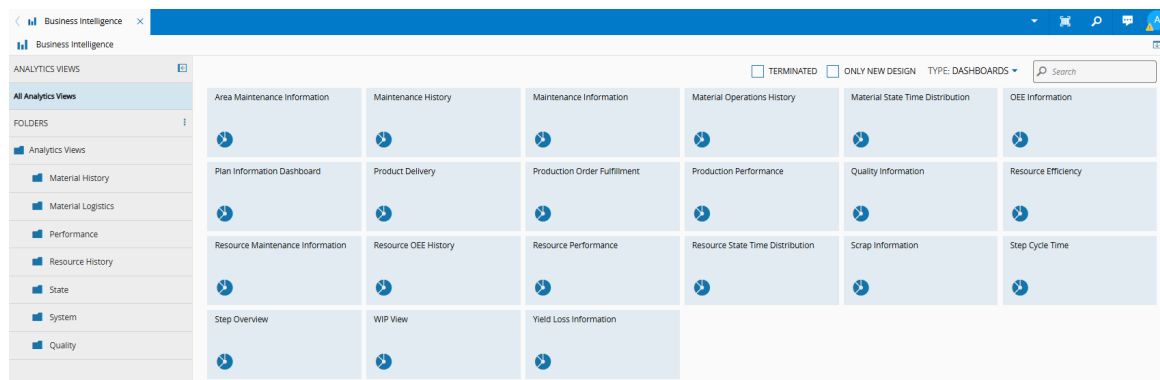 Business Intelligence
Business Intelligence
ANALYTICS VIEWS
All Analytics Views
FOLDERS
Analytics Views
Material History
Material Logistics
Performance
Resource History
State
System
Quality
TERMINATED ONLY NEW DESIGN TYPE: DASHBOARDS Search
Area Maintenance Information Maintenance History Maintenance Information Material Operations History Material State Time Distribution OEE Information
Plan Information Dashboard Product Delivery Production Order Fulfillment Production Performance Quality Information Resource Efficiency
Resource Maintenance Information Resource OEE History Resource Performance Resource State Time Distribution Scrap Information Step Cycle Time
Step Overview WIP View Yield Loss Information